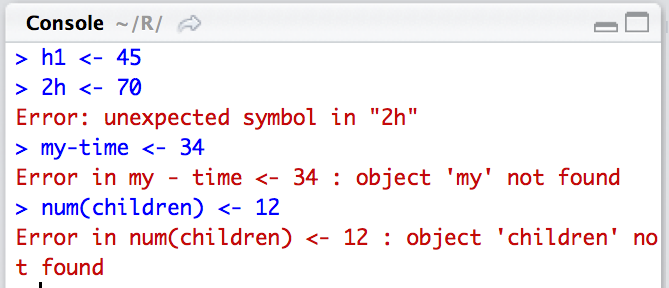 Console ~/R/
> h1 <- 45
> 2h <- 70
Error: unexpected symbol in "2h"
> my-time <- 34
Error in my - time <- 34 : object 'my' not found
> num(children) <- 12
Error in num(children) <- 12 : object 'children' no
t found